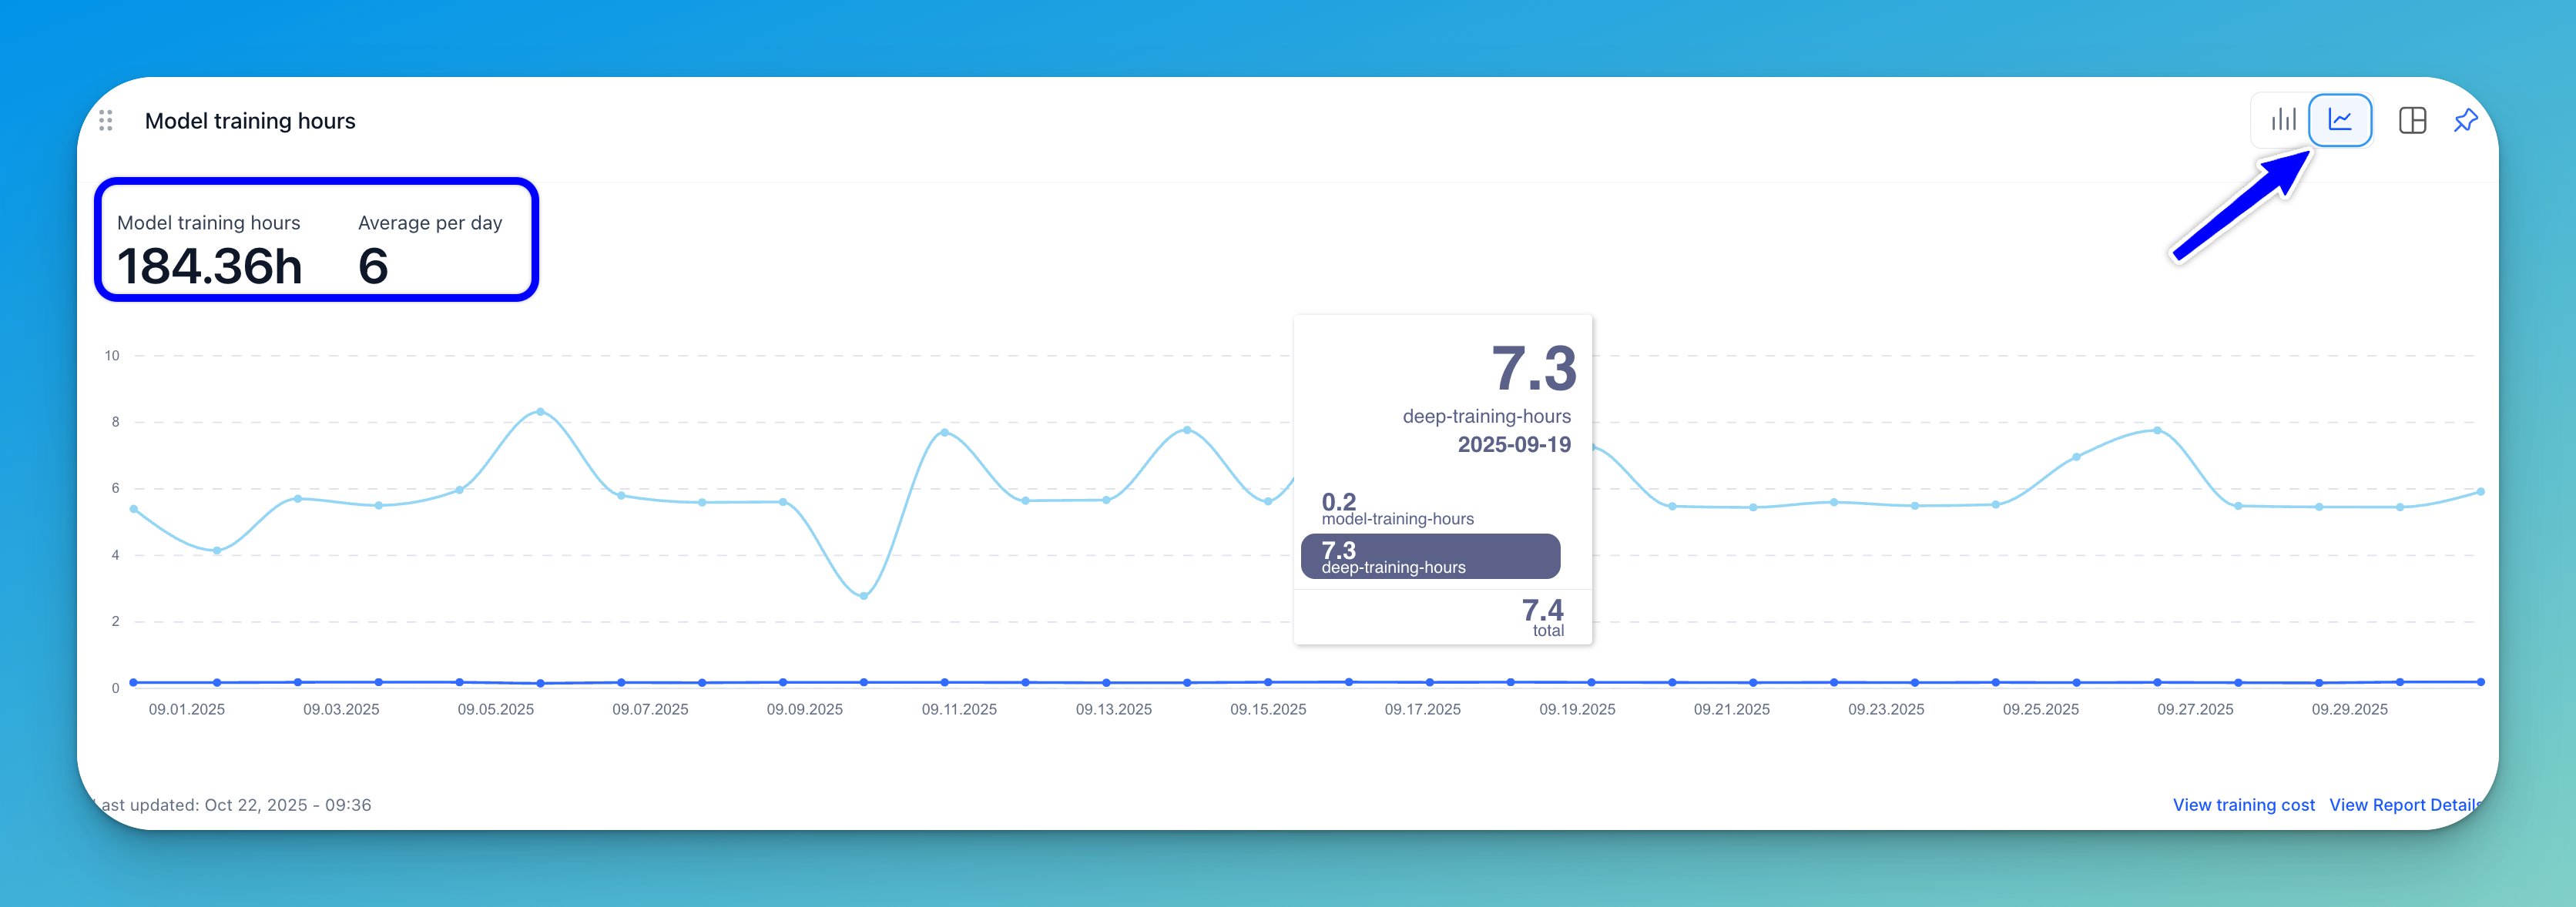 Model training hours
Model training hours
Average per day
184.36h
6
7.3
deep-training-hours
2025-09-19
0.2
model-training-hours
7.3
deep-training-hours
7.4
total
10
8
6
4
2
0
09.01.2025
09.03.2025
09.05.2025
09.07.2025
09.09.2025
09.11.2025
09.13.2025
09.15.2025
09.17.2025
09.19.2025
09.21.2025
09.23.2025
09.25.2025
09.27.2025
09.29.2025
Last updated: Oct 22, 2025 - 09:36
View training cost
View Report Details